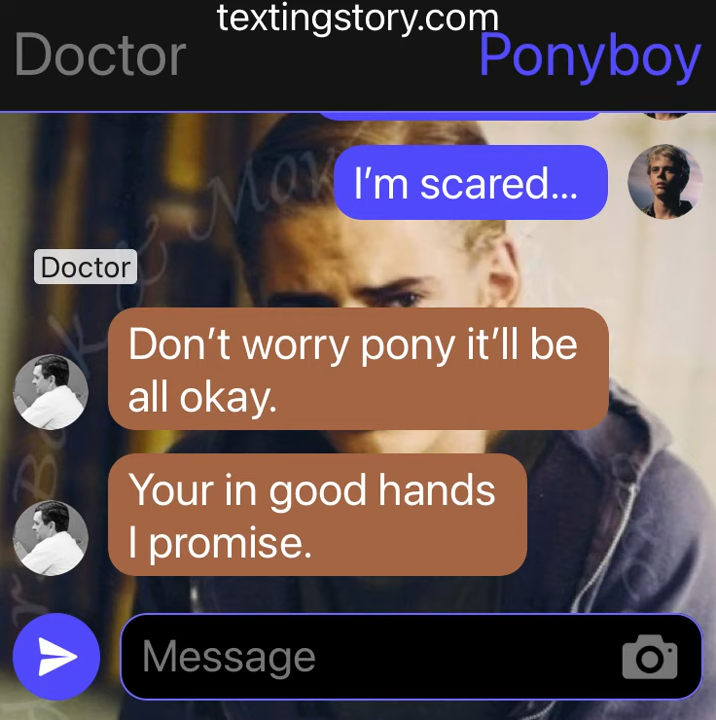 textingstory.com
Doctor
Ponyboy
I'm scared...
Doctor
Don't worry pony it'll be
all okay.
Your in good hands
I promise.
Message